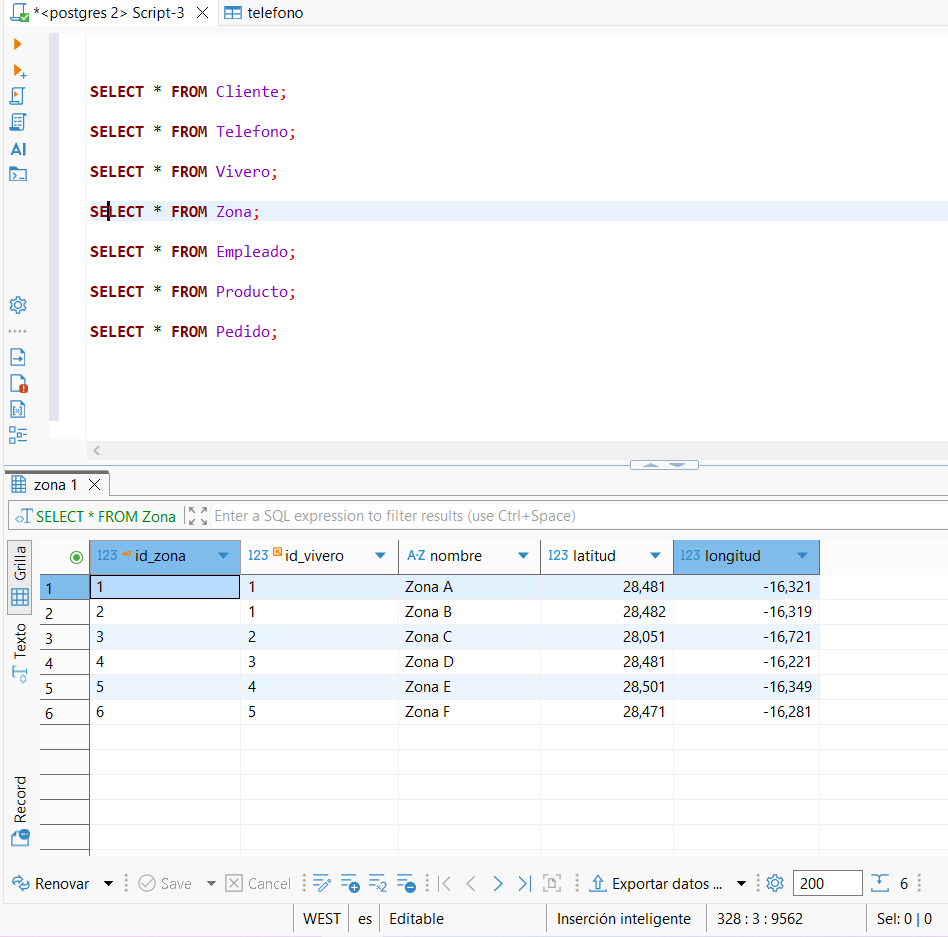 *<postgres 2> Script-3 telefono
SELECT * FROM Cliente;
SELECT * FROM Telefono;
SELECT * FROM Vivero;
SELECT * FROM Zona;
SELECT * FROM Empleado;
SELECT * FROM Producto;
SELECT * FROM Pedido;
AI
zona 1
SELECT * FROM Zona Enter a SQL expression to filter results (use Ctrl+Space)
Grilla
Texto
Record
123 id_zona 123 id_vivero A-Z nombre 123 latitud 123 longitud
1 1 1 Zona A 28,481 -16,321
2 2 1 Zona B 28,482 -16,319
3 3 2 Zona C 28,051 -16,721
4 4 3 Zona D 28,481 -16,221
5 5 4 Zona E 28,501 -16,349
6 6 5 Zona F 28,471 -16,281
Renovar Save Cancel Exportar datos ... 200 6
WEST es Editable Inserción inteligente 328 : 3 : 9562 Sel: 0 | 0